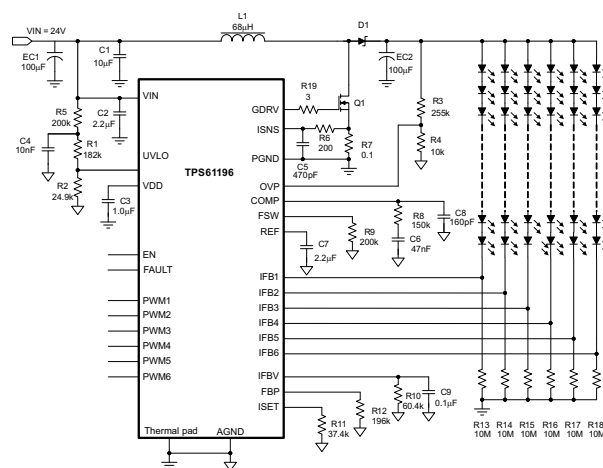 L1
68µH
D1
VIN = 24V
EC1
100µF
C1
10µF
EC2
100µF
R19
3
Q1
R3
255k
R4
10k
R5
200k
C2
2.2µF
C4
10nF
R1
182k
R2
24.9k
C3
1.0µF
TPS61196
VIN
UVLO
VDD
EN
FAULT
PWM1
PWM2
PWM3
PWM4
PWM5
PWM6
Thermal pad
AGND
GDRV
ISNS
PGND
OVP
COMP
FSW
REF
IFB1
IFB2
IFB3
IFB4
IFB5
IFB6
IFBV
FBP
ISET
R6
200
R7
0.1
C5
470pF
R8
150k
C8
160pF
C6
47nF
R9
200k
C7
2.2µF
R10
60.4k
C9
0.1µF
R12
196k
R11
37.4k
R13 R14 R15 R16 R17 R18
10M 10M 10M 10M 10M 10M